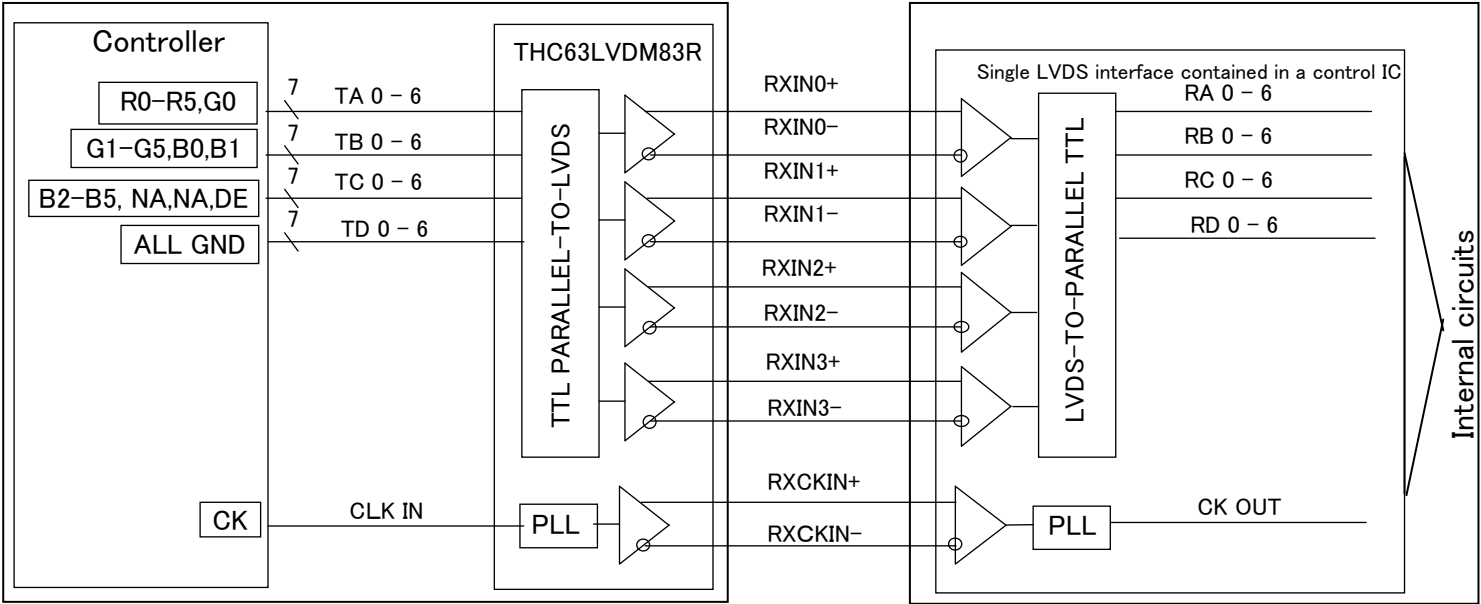 Controller
THC63LVDM83R
Single LVDS interface contained in a control IC
R0-R5,G0
7
TA 0 - 6
RXIN0+
RA 0 - 6
G1-G5,B0,B1
7
TB 0 - 6
RXIN0-
RB 0 - 6
B2-B5, NA,NA,DE
7
TC 0 - 6
RXIN1+
RC 0 - 6
ALL GND
7
TD 0 - 6
RXIN1-
RD 0 - 6
TTL PARALLEL-TO-LVDS
RXIN2+
RXIN2-
RXIN3+
RXIN3-
LVDS-TO-PARALLEL TTL
Internal circuits
CK
CLK IN
PLL
RXCKIN+
RXCKIN-
PLL
CK OUT